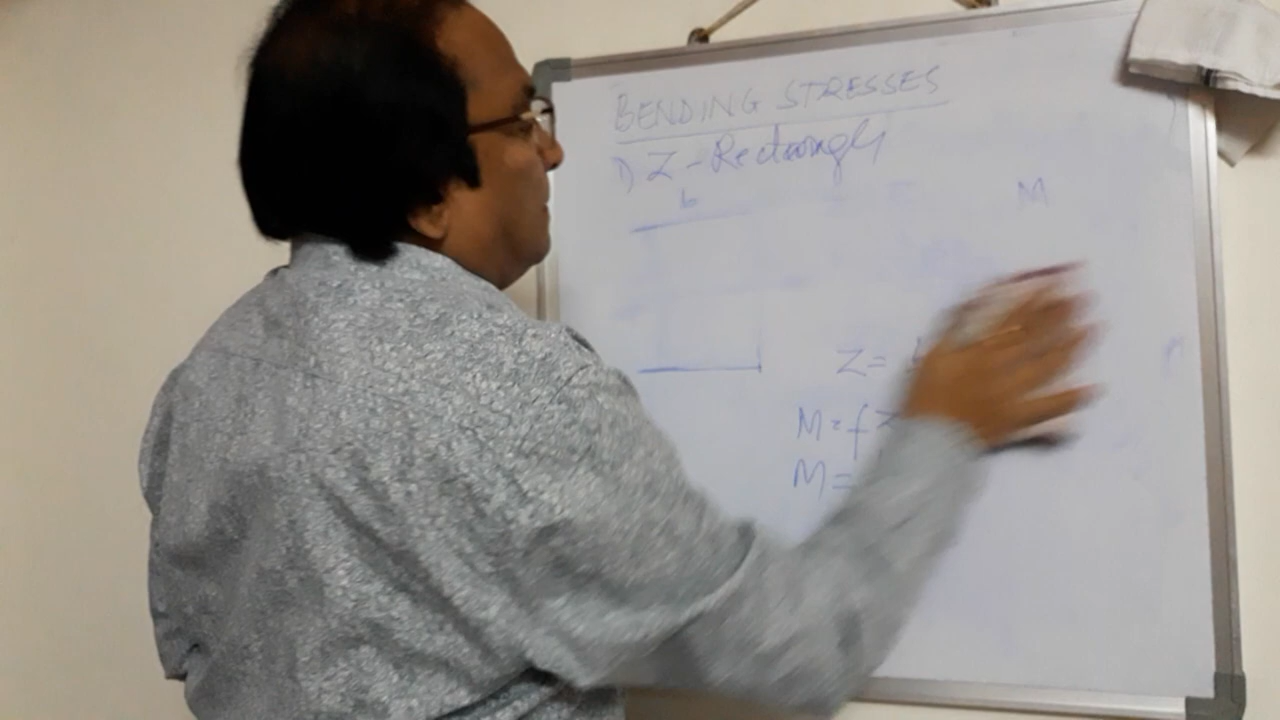 BENDING STRESSES
1) Z - Rectangle
b
M
Z =
M = f Z
M =